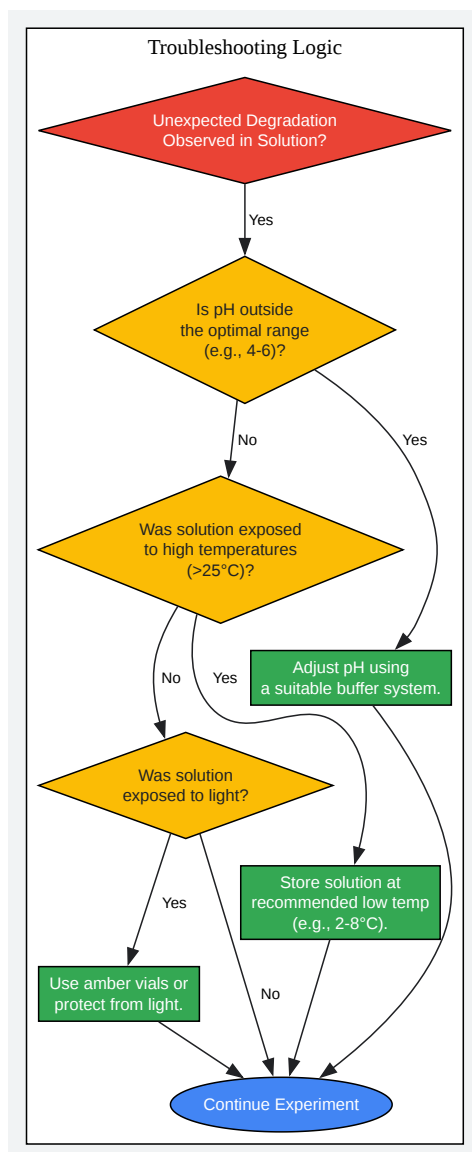 Troubleshooting Logic
Unexpected Degradation
Observed in Solution?
Yes
Is pH outside
the optimal range
(e.g., 4-6)?
Yes
No
Was solution exposed
to high temperatures
(>25°C)?
No
Yes
Adjust pH using
a suitable buffer system.
Was solution
exposed to light?
Store solution at
recommended low temp
(e.g., 2-8°C).
Yes
Use amber vials or
protect from light.
No
Continue Experiment